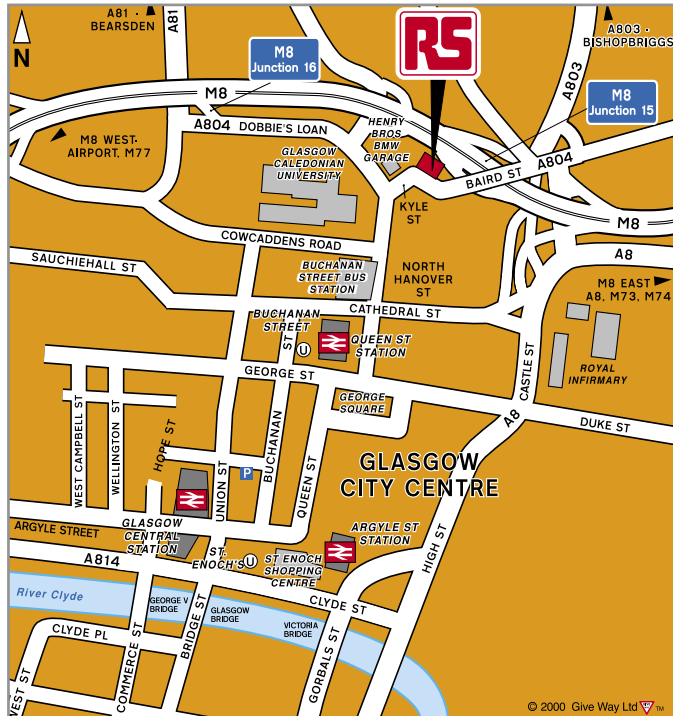 A81 -
BEARSDEN
A81
RS
A803 -
BISHOPBRIGGS
N
M8
Junction 16
A803
M8
M8
Junction 15
A804 DOBBIE'S LOAN
HENRY
BROS
BMW
GARAGE
M8 WEST-
AIRPORT, M77
GLASGOW
CALEDONIAN
UNIVERSITY
BAIRD ST
A804
KYLE
ST
M8
COWCADDENS ROAD
A8
SAUCHIEHALL ST
BUCHANAN
STREET BUS
STATION
NORTH
HANOVER
ST
M8 EAST
A8, M73, M74
CATHEDRAL ST
BUCHANAN
STREET
U
QUEEN ST
STATION
CASTLE ST
ROYAL
INFIRMARY
GEORGE ST
GEORGE
SQUARE
A8
DUKE ST
WEST CAMPBELL ST
WELLINGTON ST
HOPE ST
UNION ST
P
BUCHANAN
ST
QUEEN ST
GLASGOW
CITY CENTRE
ARGYLE STREET
GLASGOW
CENTRAL
STATION
ARGYLE ST
STATION
HIGH ST
A814
ST.
ENOCH'S
U
ST ENOCH
SHOPPING
CENTRE
River Clyde
GEORGE V
BRIDGE
GLASGOW
BRIDGE
VICTORIA
BRIDGE
CLYDE ST
CLYDE PL
WEST ST
COMMERCE ST
BRIDGE ST
GORBALS ST
© 2000 Give Way Ltd TM